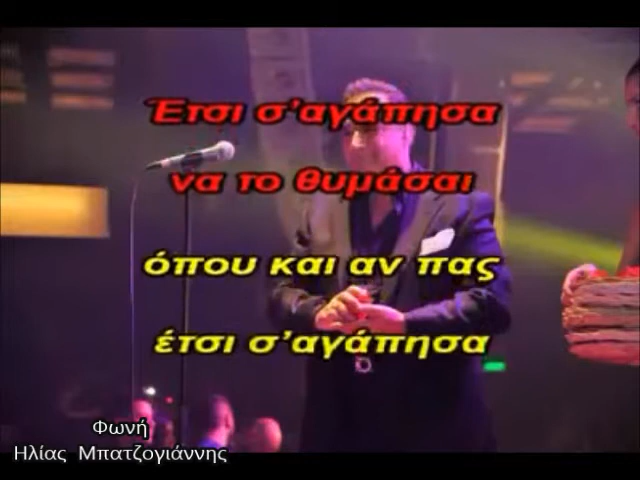 Έτσι σ'αγάπησα
να το θυμάσαι
όπου και αν πας
έτσι σ'αγάπησα
Φωνή
Ηλίας Μπατζογιάννης